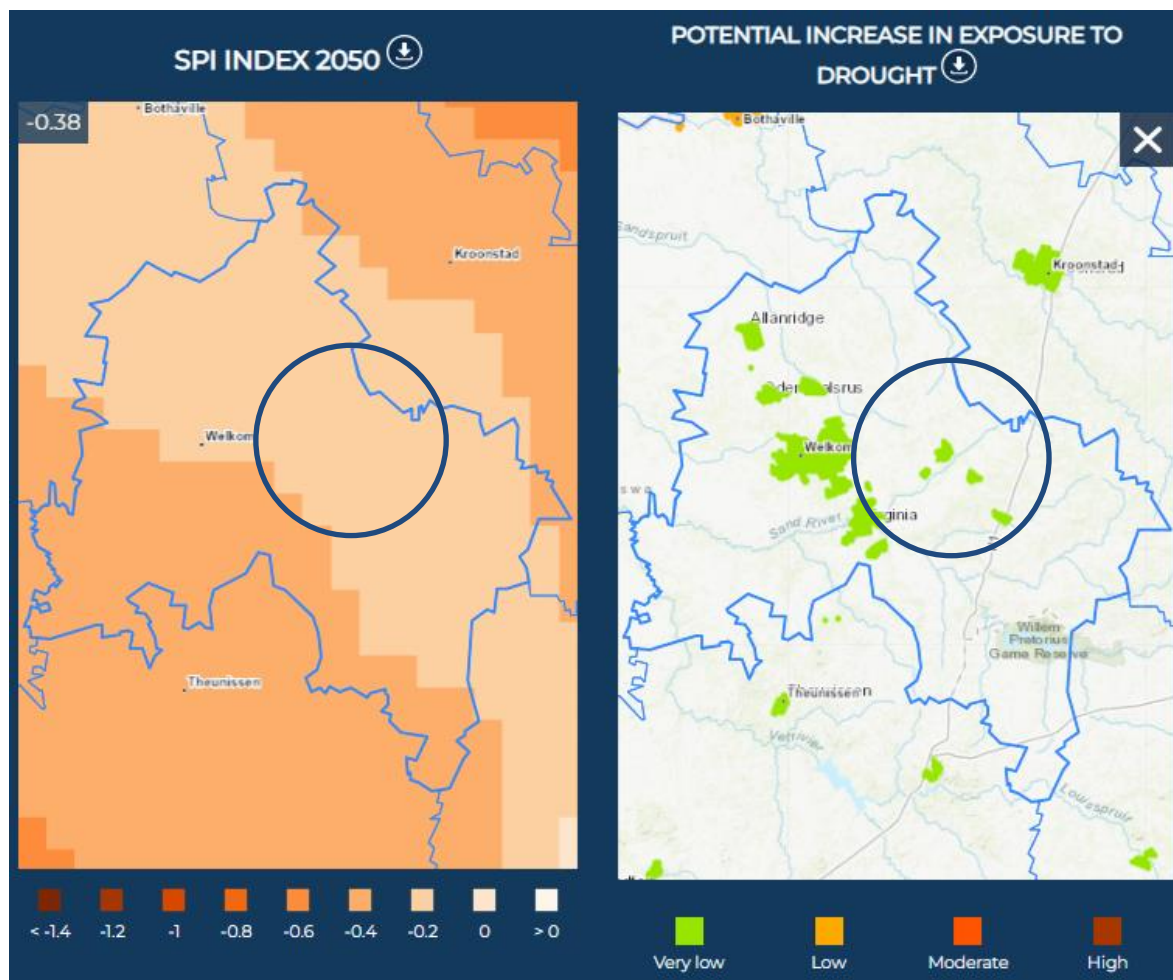 SPI INDEX 2050
-0.38
Bothaville
Kroonstad
Welkom
Theunissen
< -1.4
-1.2
-1
-0.8
-0.6
-0.4
-0.2
0
> 0
POTENTIAL INCREASE IN EXPOSURE TO
DROUGHT
Bothaville
Sandspruit
Kroonstad
Allanridge
Welkom
Sand River
ginia
Willem
Pretorius
Game Reserve
Theunissen
Vetrivier
Very low
Low
Moderate
High